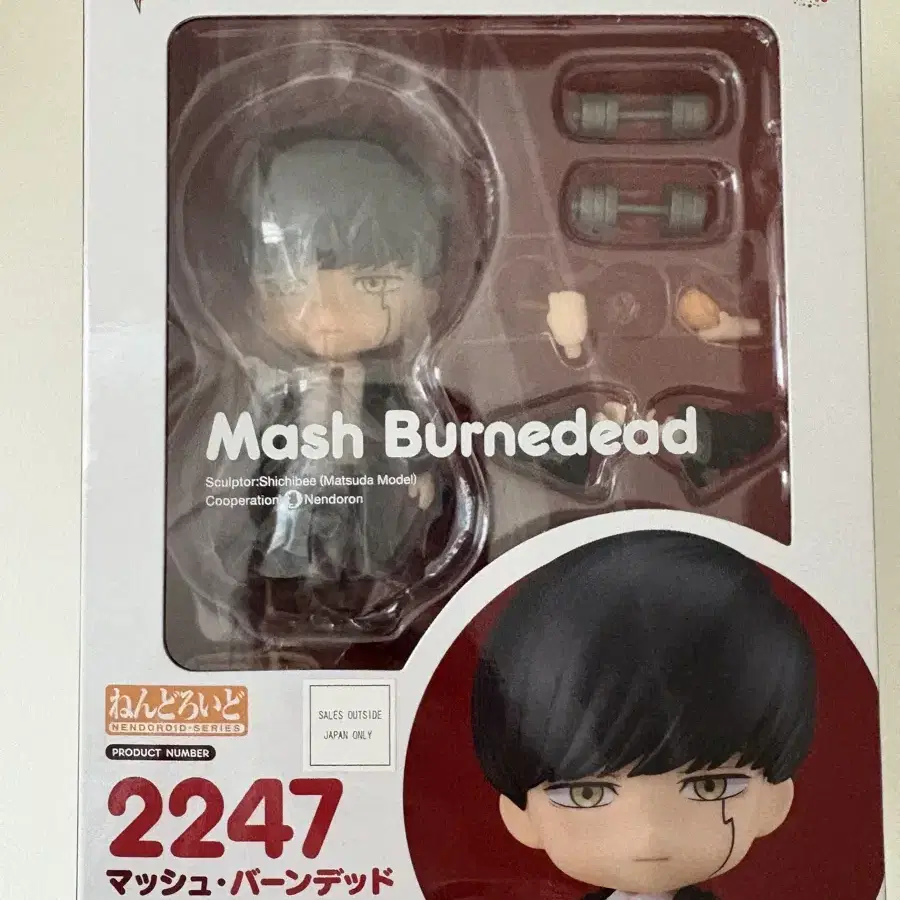 Mash Burnedead
Sculptor:Shichibee (Matsuda Model)
Cooperation: Nendoron
ねんどろいど
NENDOROID・SERIES
SALES OUTSIDE
JAPAN ONLY
PRODUCT NUMBER
2247
マッシュ・バーンデッド